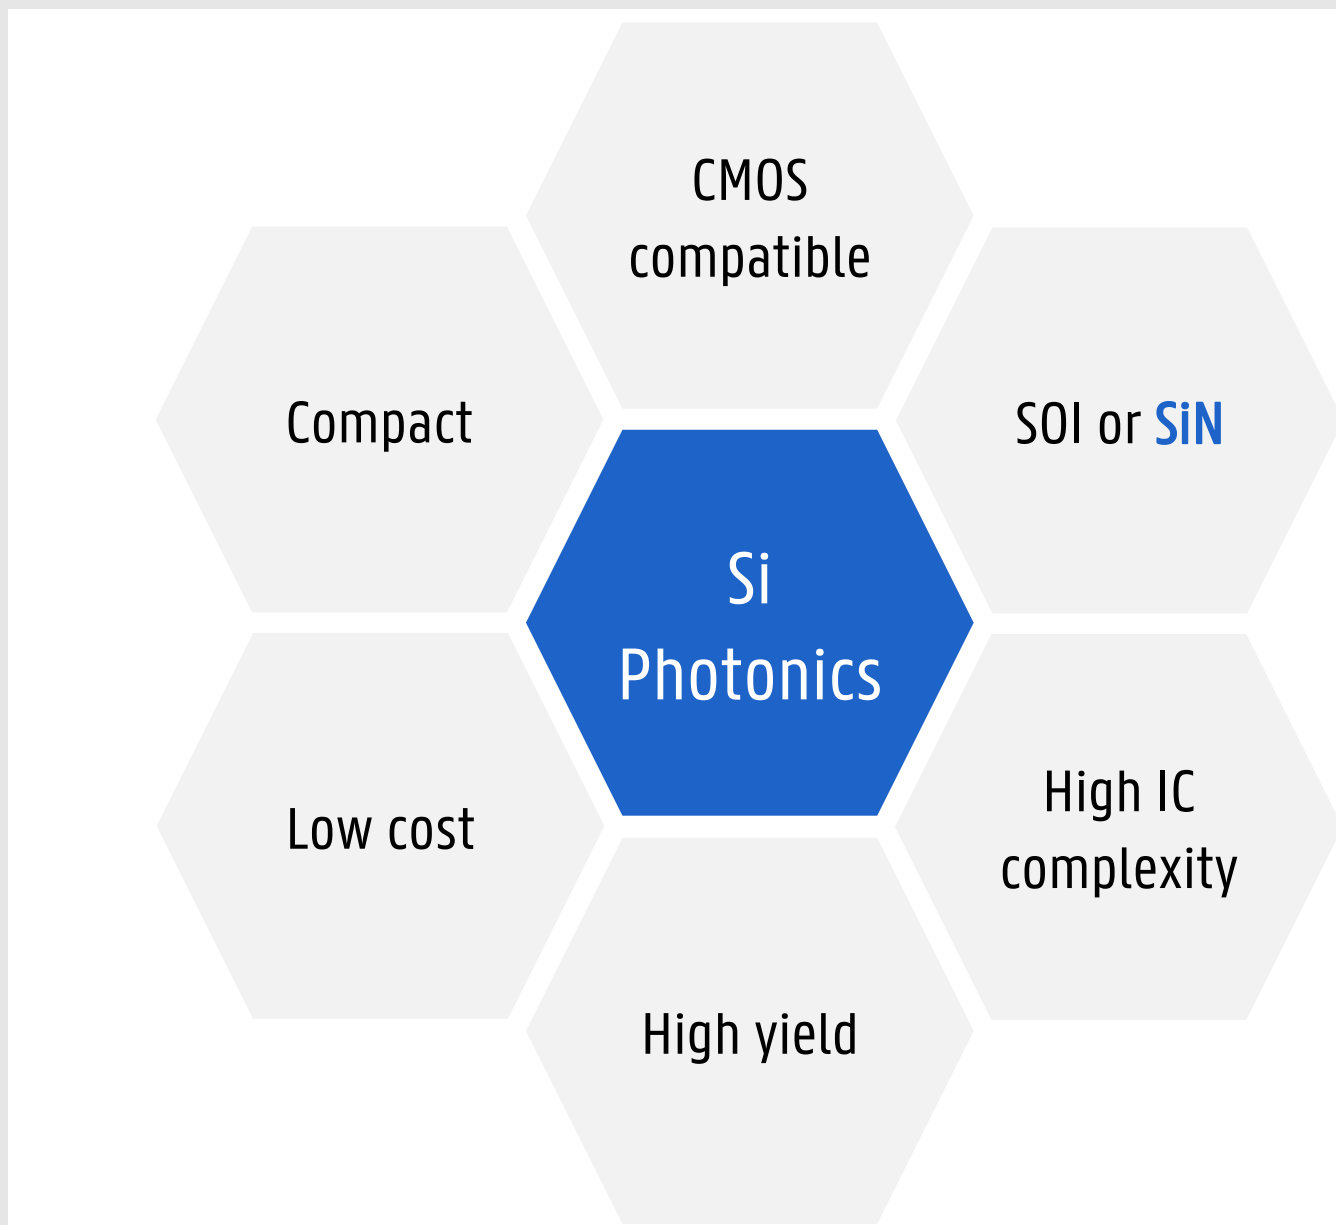 CMOS
compatible
Compact
SOI or SiN
Si
Photonics
Low cost
High IC
complexity
High yield